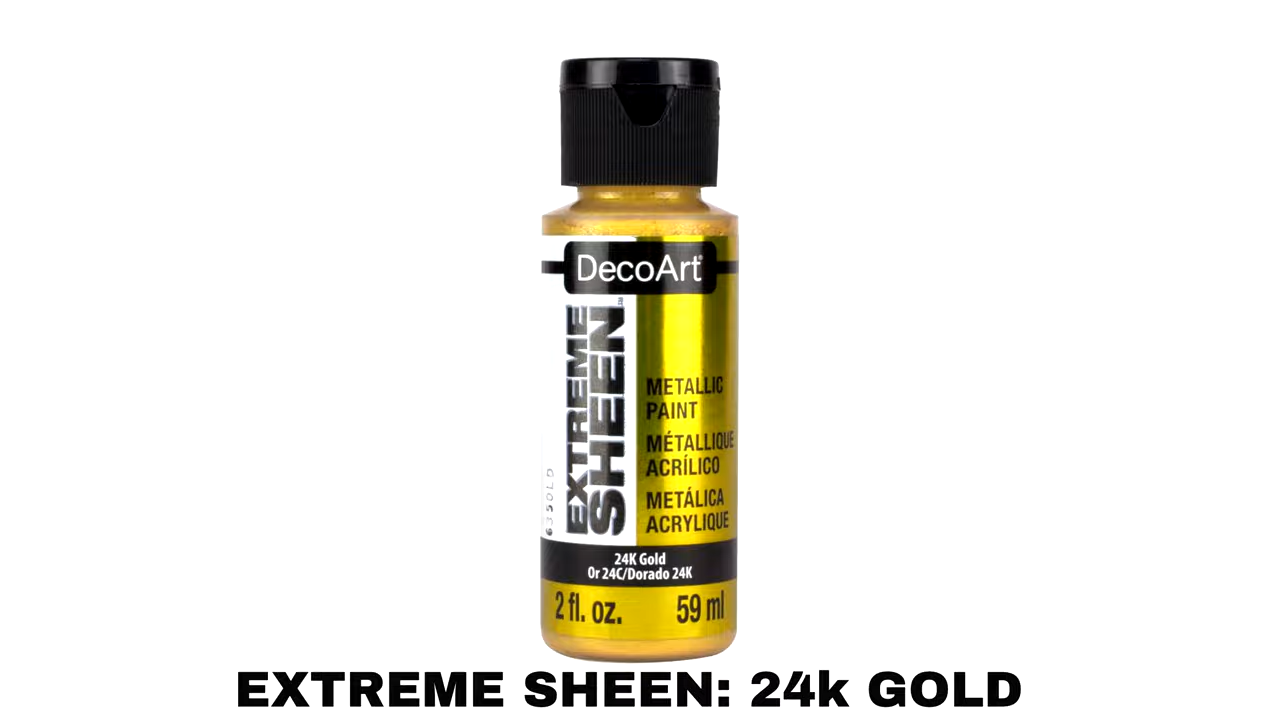 DecoArt®
EXTREME
SHEEN™
METALLIC
PAINT
MÉTALLIQUE
ACRÍLICO
METÁLICA
ACRYLIQUE
24K Gold
Or 24C/Dorado 24K
2 fl. oz. 59 ml
EXTREME SHEEN: 24k GOLD